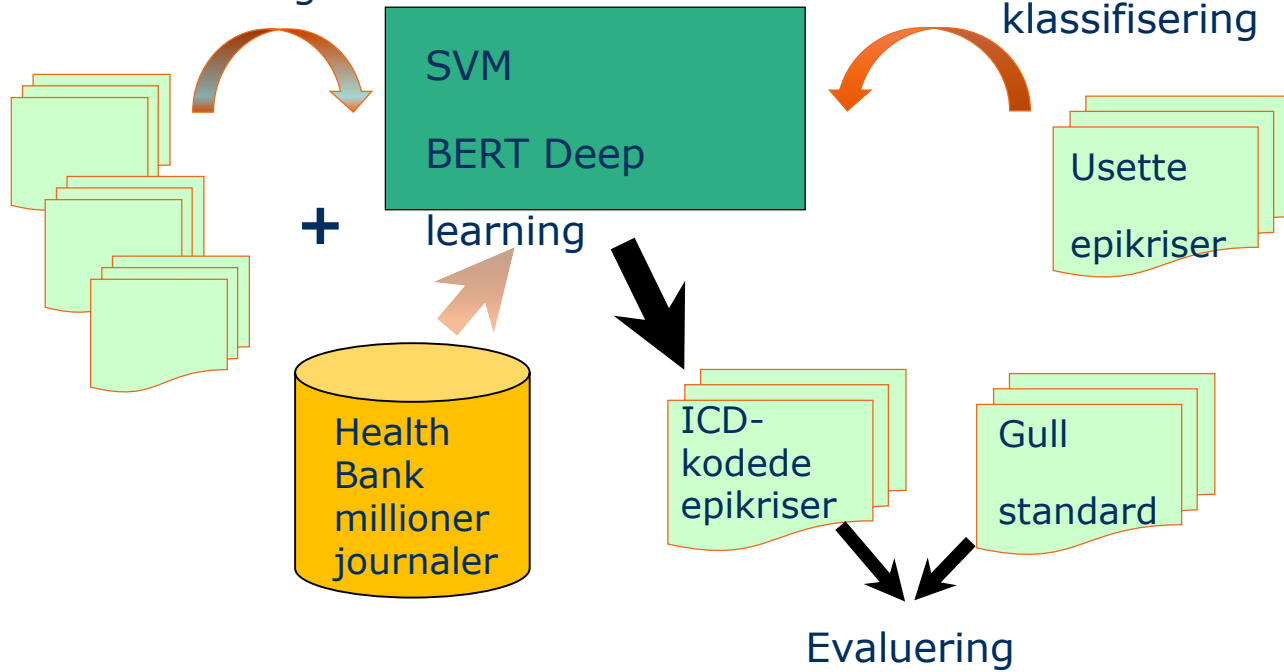 klassifisering
SVM
BERT Deep
learning
+
Usette
epikriser
Health
Bank
millioner
journaler
ICD-
kodede
epikriser
Gull
standard
Evaluering